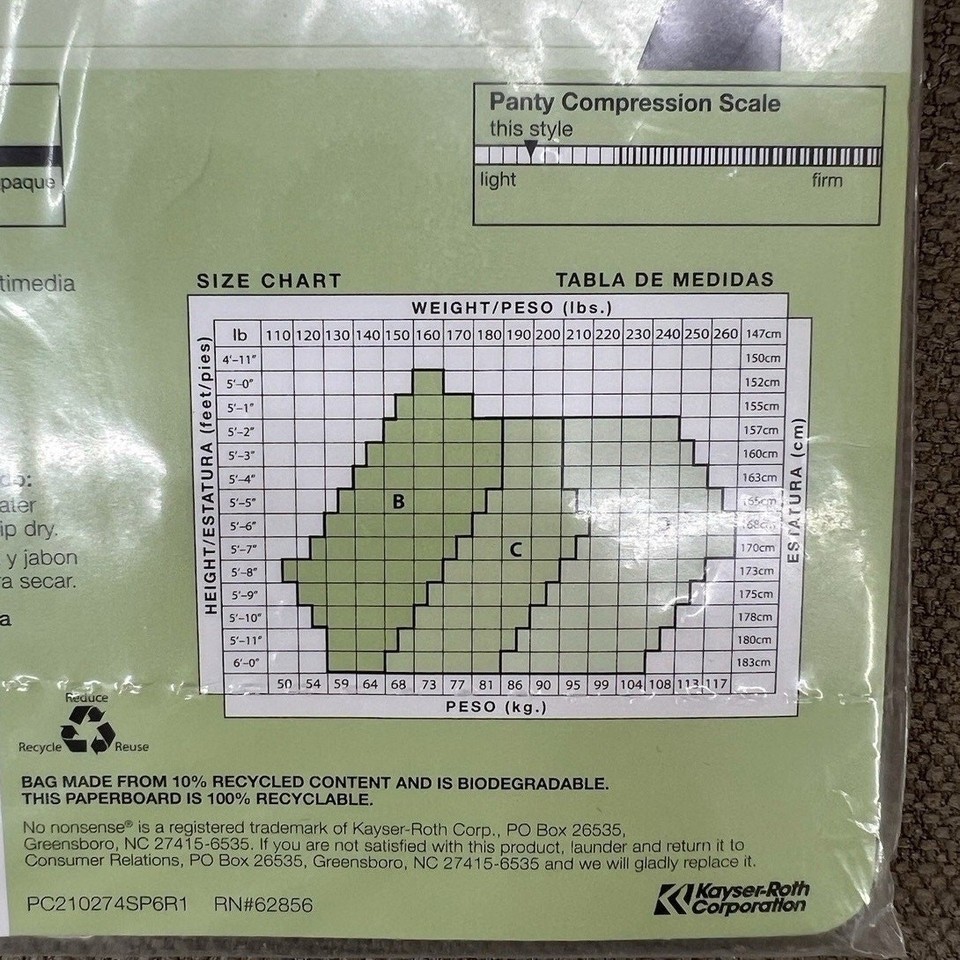 Panty Compression Scale
this style
light firm
paque
timedia
SIZE CHART TABLA DE MEDIDAS
WEIGHT/PESO (lbs.)
HEIGHT/ESTATURA (feet/pies)
lb 110 120 130 140 150 160 170 180 190 200 210 220 230 240 250 260 147cm
4'-11" 150cm
5'-0" 152cm
5'-1" 155cm
5'-2" 157cm
5'-3" 160cm
5'-4" 163cm
5'-5" B 165cm
5'-6" 168cm
5'-7" C 170cm
5'-8" 173cm
5'-9" 175cm
5'-10" 178cm
5'-11" 180cm
6'-0" 183cm
50 54 59 64 68 73 77 81 86 90 95 99 104 108 113 117
PESO (kg.)
ESTATURA (cm)
do:
ater
ip dry.
y jabon
ra secar.
a
Reduce
Recycle Reuse
BAG MADE FROM 10% RECYCLED CONTENT AND IS BIODEGRADABLE.
THIS PAPERBOARD IS 100% RECYCLABLE.
No nonsense® is a registered trademark of Kayser-Roth Corp., PO Box 26535,
Greensboro, NC 27415-6535. If you are not satisfied with this product, launder and return it to
Consumer Relations, PO Box 26535, Greensboro, NC 27415-6535 and we will gladly replace it.
PC210274SP6R1 RN#62856
Kayser-Roth
Corporation